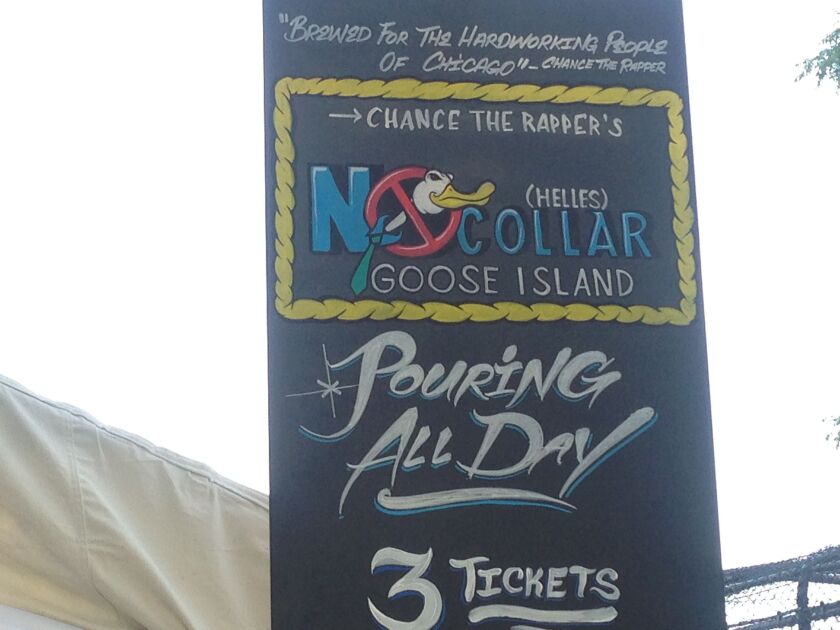 "BREWED FOR THE HARDWORKING PEOPLE
OF CHICAGO" - CHANCE THE RAPPER
→CHANCE THE RAPPER'S
NO (HELLES)
COLLAR
GOOSE ISLAND
POURING
ALL DAY
3 TICKETS